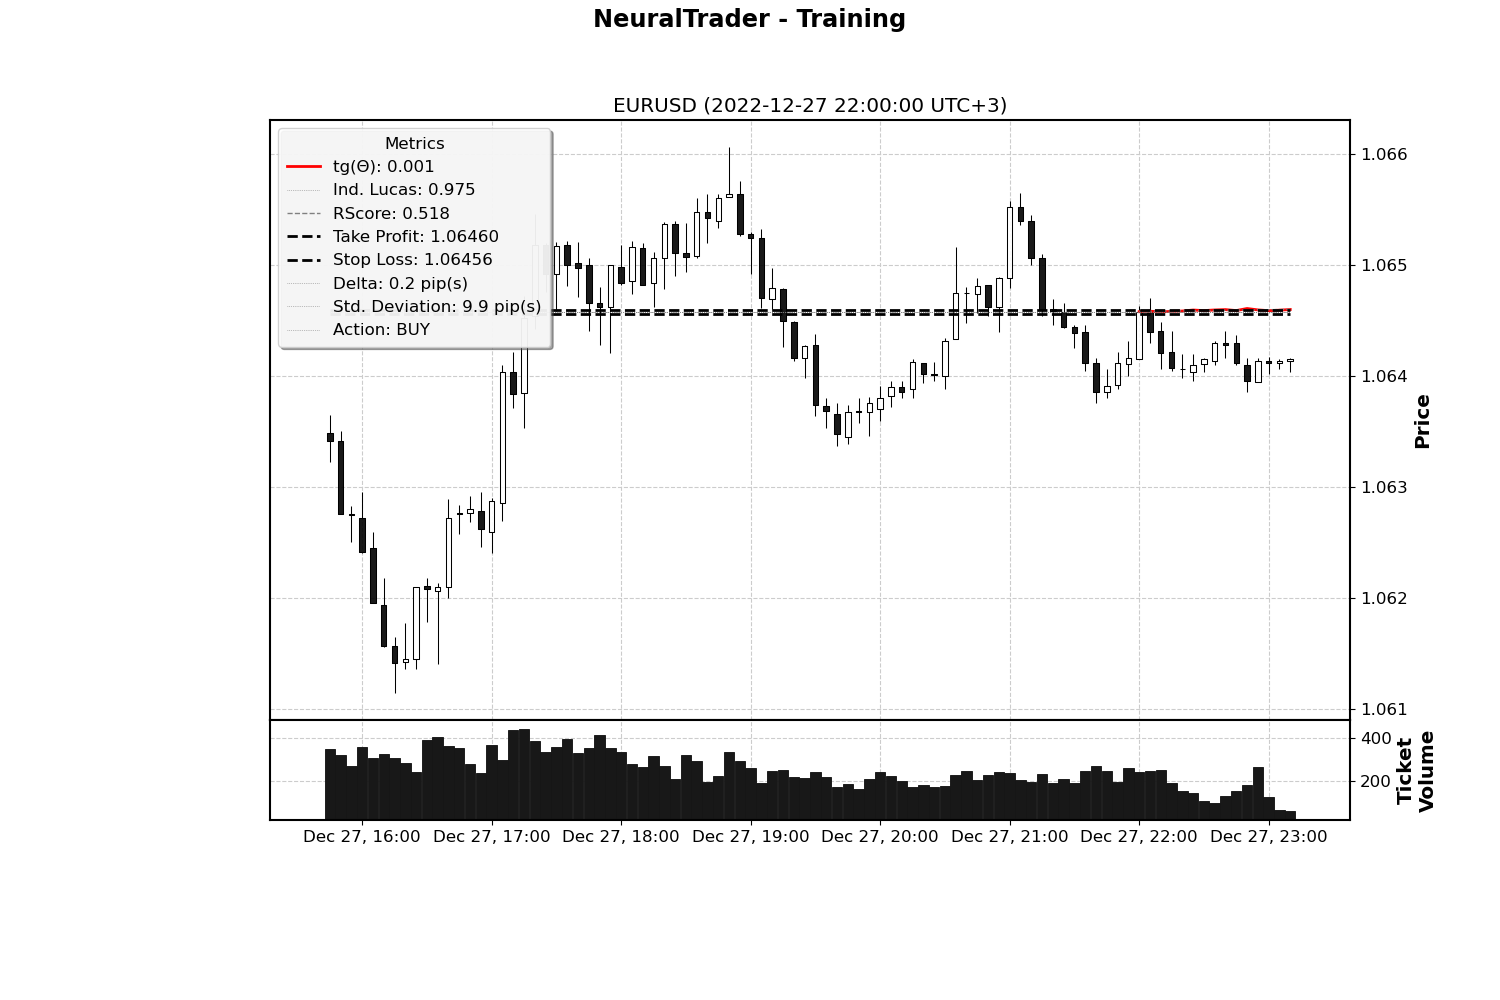 NeuralTrader - Training
EURUSD (2022-12-27 22:00:00 UTC+3)
Metrics
tg(Θ): 0.001
Ind. Lucas: 0.975
RScore: 0.518
Take Profit: 1.06460
Stop Loss: 1.06456
Delta: 0.2 pip(s)
Std. Deviation: 9.9 pip(s)
Action: BUY
1.066
1.065
1.064
1.063
1.062
1.061
Price
400
200
Ticket
Volume
Dec 27, 16:00 Dec 27, 17:00 Dec 27, 18:00 Dec 27, 19:00 Dec 27, 20:00 Dec 27, 21:00 Dec 27, 22:00 Dec 27, 23:00